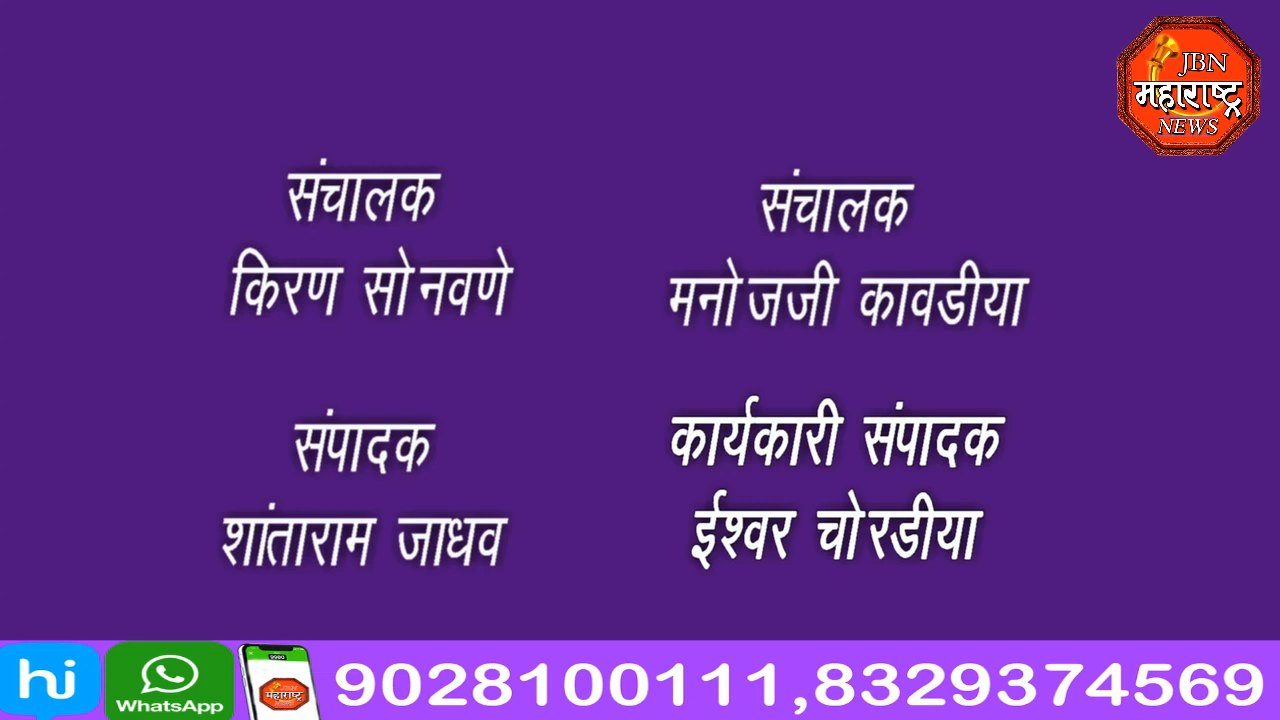 JBN
महाराष्ट्र
NEWS
संचालक
किरण सोनवणे
संचालक
मनोजजी कावडीया
संपादक
शांताराम जाधव
कार्यकारी संपादक
ईश्वर चोरडीया
hi
WhatsApp
महाराष्ट्र
9028100111,8329374569